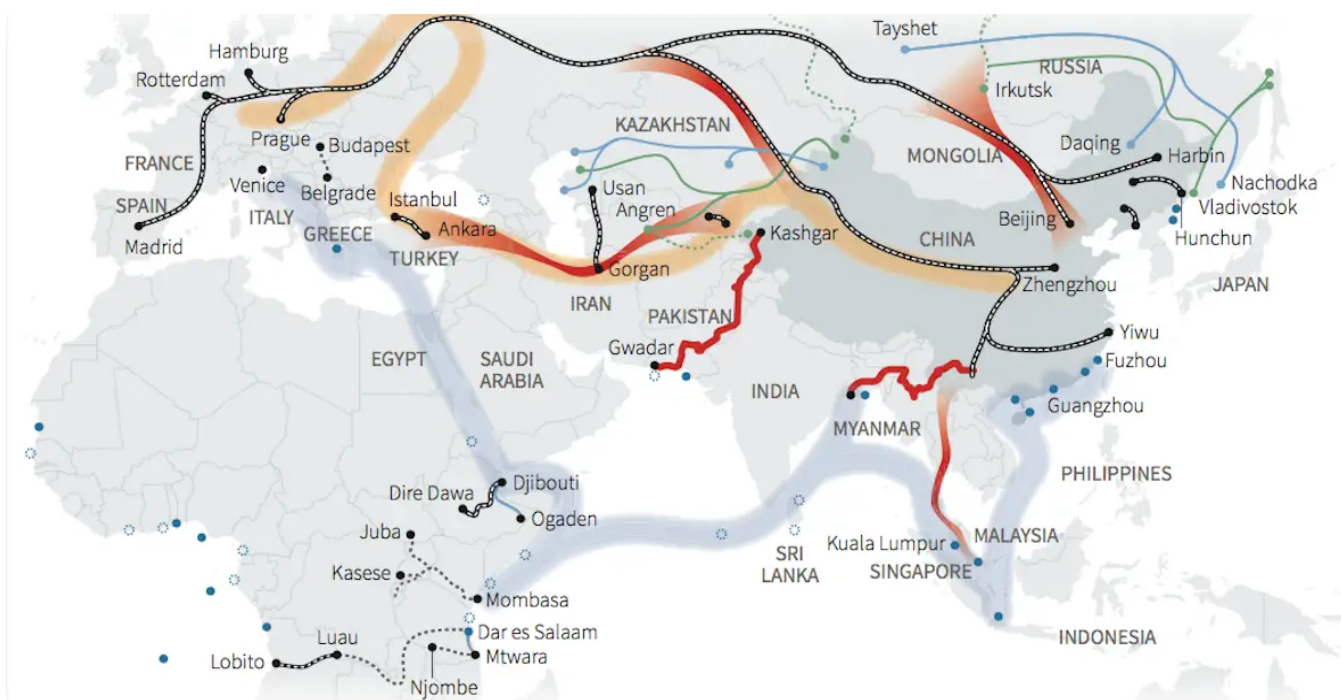 Tayshet
Hamburg
RUSSIA
Rotterdam
Irkutsk
KAZAKHSTAN
Prague
Budapest
Daqing
Harbin
FRANCE
MONGOLIA
Venice
Belgrade
Usan
Nachodka
SPAIN
Istanbul
Angren
Vladivostok
ITALY
Beijing
GREECE
Ankara
Kashgar
CHINA
Hunchun
Madrid
TURKEY
Gorgan
Zhengzhou
JAPAN
IRAN
PAKISTAN
Yiwu
Gwadar
EGYPT
SAUDI
ARABIA
Fuzhou
INDIA
Guangzhou
MYANMAR
PHILIPPINES
Djibouti
Dire Dawa
Ogaden
Juba
MALAYSIA
Kuala Lumpur
SRI
LANKA
SINGAPORE
Kasese
Mombasa
Dar es Salaam
INDONESIA
Luau
Mtwara
Lobito
Njombe